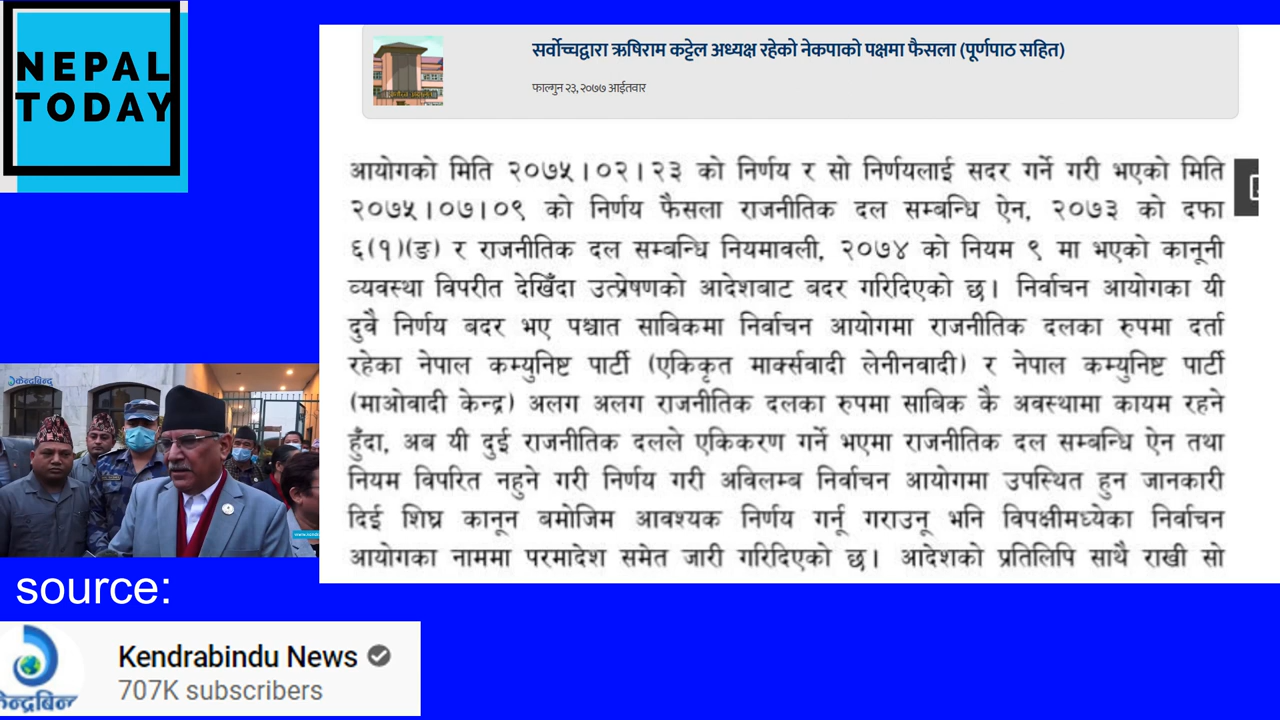 NEPAL
TODAY
सर्वोच्चद्वारा ऋषिराम कट्टेल अध्यक्ष रहेको नेकपाको पक्षमा फैसला (पूर्णपाठ सहित)
फाल्गुन २३, २०७७ आईतवार
आयोगको मिति २०७५।०२।२३ को निर्णय र सो निर्णयलाई सदर गर्ने गरी भएको मिति
२०७५।०७।०९ को निर्णय फैसला राजनीतिक दल सम्बन्धि ऐन, २०७३ को दफा
६(१)(ङ) र राजनीतिक दल सम्बन्धि नियमावली, २०७४ को नियम ९ मा भएको कानूनी
व्यवस्था विपरीत देखिँदा उत्प्रेषणको आदेशबाट बदर गरिदिएको छ। निर्वाचन आयोगका यी
दुवै निर्णय बदर भए पश्चात साबिकमा निर्वाचन आयोगमा राजनीतिक दलका रुपमा दर्ता
रहेका नेपाल कम्युनिष्ट पार्टी (एकिकृत मार्क्सवादी लेनीनवादी) र नेपाल कम्युनिष्ट पार्टी
(माओवादी केन्द्र) अलग अलग राजनीतिक दलका रुपमा साबिक कै अवस्थामा कायम रहने
हुँदा, अब यी दुई राजनीतिक दलले एकिकरण गर्ने भएमा राजनीतिक दल सम्बन्धि ऐन तथा
नियम विपरित नहुने गरी निर्णय गरी अविलम्ब निर्वाचन आयोगमा उपस्थित हुन जानकारी
दिई शिघ्र कानून बमोजिम आवश्यक निर्णय गर्नू गराउनू भनि विपक्षीमध्येका निर्वाचन
आयोगका नाममा परमादेश समेत जारी गरिदिएको छ। आदेशको प्रतिलिपि साथै राखी सो
केन्द्रबिन्दु
source:
Kendrabindu News
707K subscribers